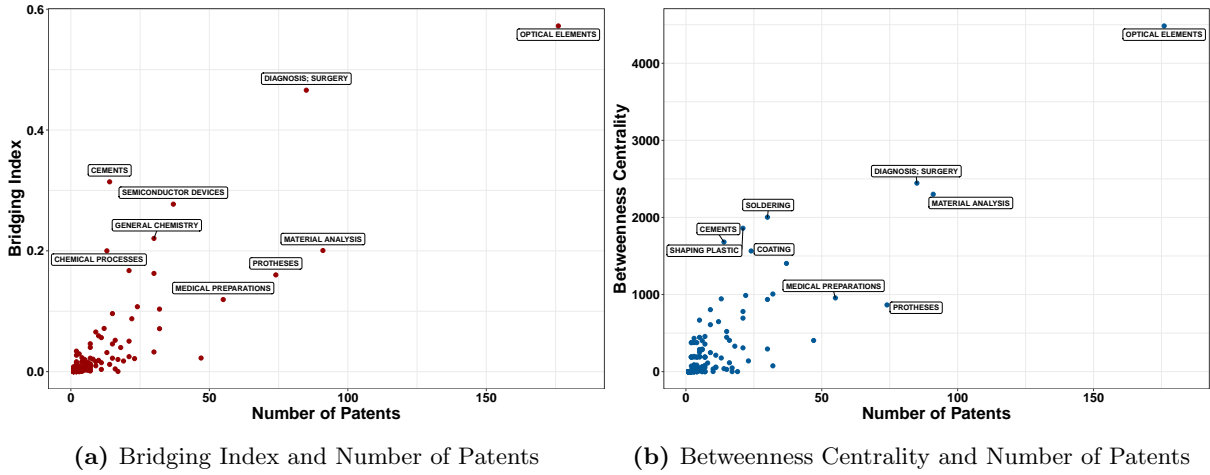 0.6
OPTICAL ELEMENTS
DIAGNOSIS; SURGERY
0.4
CEMENTS
SEMICONDUCTOR DEVICES
GENERAL CHEMISTRY
MATERIAL ANALYSIS
0.2
CHEMICAL PROCESSES
PROTHESES
MEDICAL PREPARATIONS
0.0
Bridging Index
0 50 100 150
Number of Patents
(a) Bridging Index and Number of Patents
OPTICAL ELEMENTS
4000
3000
DIAGNOSIS; SURGERY
MATERIAL ANALYSIS
SOLDERING
2000
CEMENTS
SHAPING PLASTIC
COATING
MEDICAL PREPARATIONS
1000
PROTHESES
0
Betweenness Centrality
0 50 100 150
Number of Patents
(b) Betweenness Centrality and Number of Patents